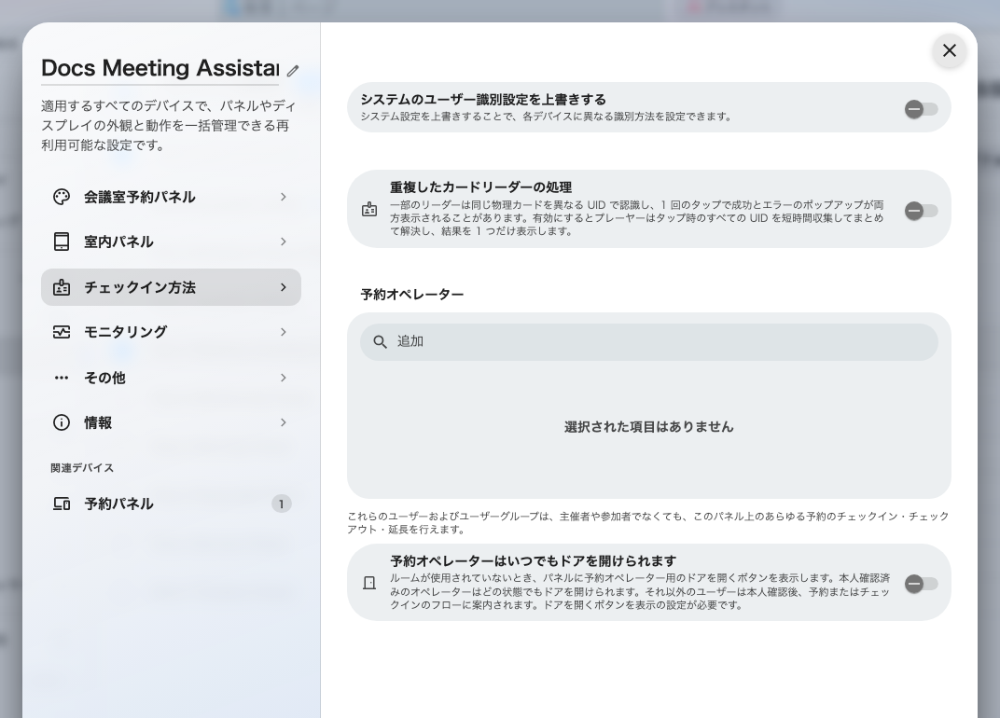 Docs Meeting Assistan
適用するすべてのデバイスで、パネルやディ
スプレイの外観と動作を一括管理できる再
利用可能な設定です。
会議室予約パネル
室内パネル
チェックイン方法
モニタリング
その他
情報
関連デバイス
予約パネル 1
システムのユーザー識別設定を上書きする
システム設定を上書きすることで、各デバイスに異なる識別方法を設定できます。
重複したカードリーダーの処理
一部のリーダーは同じ物理カードを異なる UID で認識し、1 回のタップで成功とエラーのポップアップが両
方表示されることがあります。有効にするとプレーヤーはタップ時のすべての UID を短時間収集してまとめ
て解決し、結果を 1 つだけ表示します。
予約オペレーター
追加
選択された項目はありません
これらのユーザーおよびユーザーグループは、主催者や参加者でなくても、このパネル上のあらゆる予約のチェックイン・チェック
アウト・延長を行えます。
予約オペレーターはいつでもドアを開けられます
ルームが使用されていないとき、パネルに予約オペレーター用のドアを開くボタンを表示します。本人確認済
みのオペレーターはどの状態でもドアを開けられます。それ以外のユーザーは本人確認後、予約またはチェッ
クインのフローに案内されます。ドアを開くボタンを表示の設定が必要です。